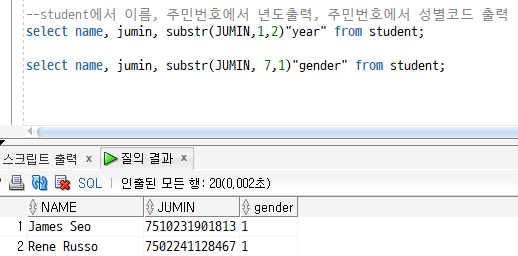 --student에서 이름, 주민번호에서 년도출력, 주민번호에서 성별코드 출력
select name, jumin, substr(JUMIN,1,2)"year" from student;
select name, jumin, substr(JUMIN, 7,1)"gender" from student;
스크립트 출력 x 질의 결과 x
SQL | 인출된 모든 행: 20(0,002초)
NAME JUMIN gender
1 James Seo 7510231901813 1
2 Rene Russo 7502241128467 1